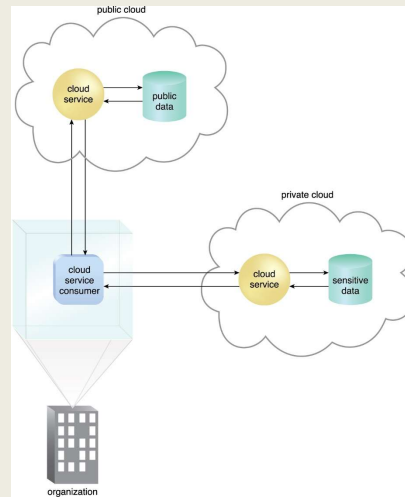 public cloud
cloud
service
public
data
private cloud
cloud
service
consumer
cloud
service
sensitive
data
organization